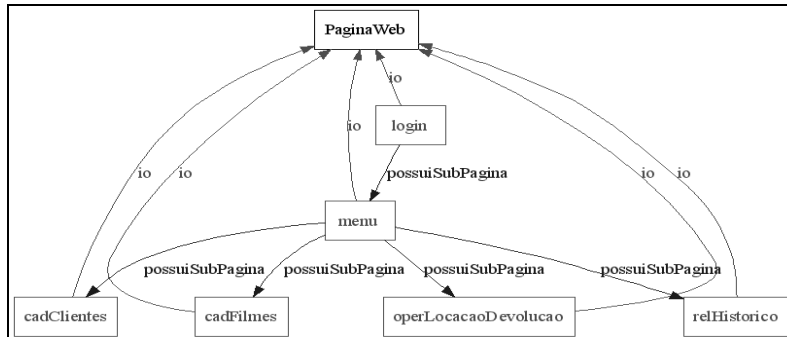 PaginaWeb
io
login
io
io
io
io
io
possuiSubPagina
menu
possuiSubPagina
possuiSubPagina
possuiSubPagina
possuiSubPagina
cadClientes
cadFilmes
operLocacaoDevolucao
relHistorico